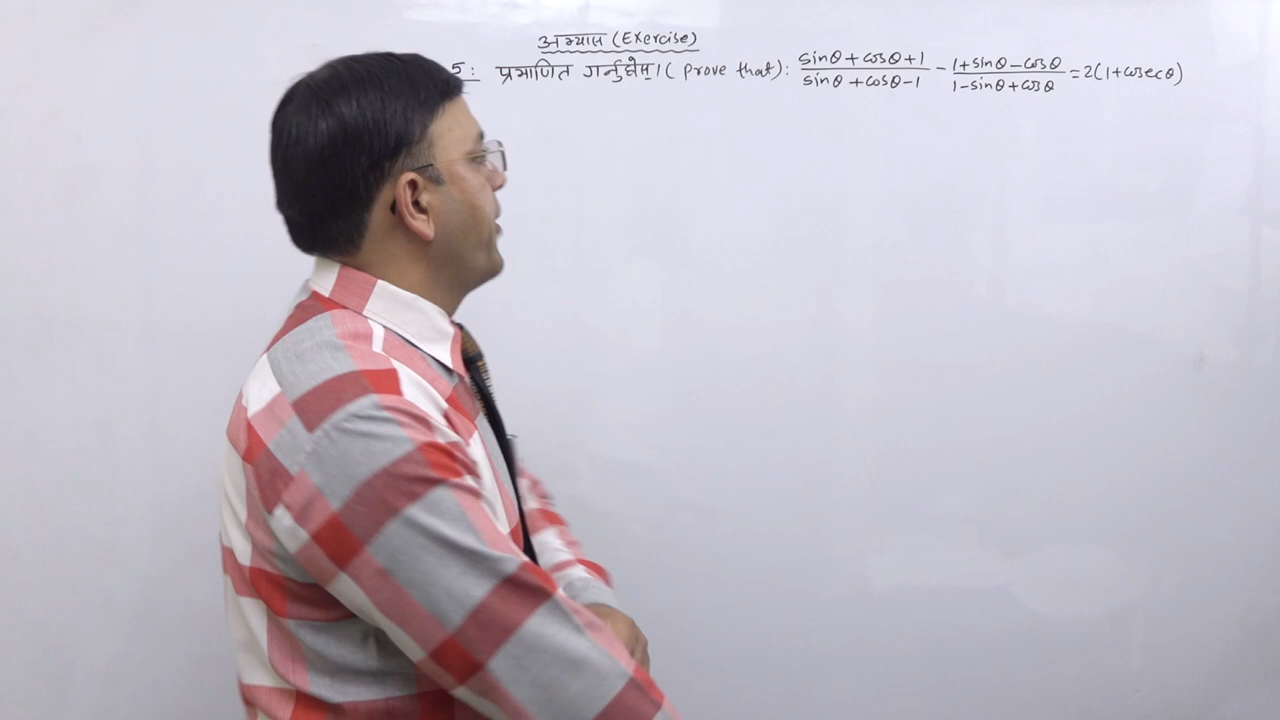 अभ्यास (Exercise)
5: प्रमाणित गर्नुहोस् । (prove that): (sinθ + cosθ + 1)/(sinθ + cosθ - 1) - (1 + sinθ - cosθ)/(1 - sinθ + cosθ) = 2(1 + cosecθ)